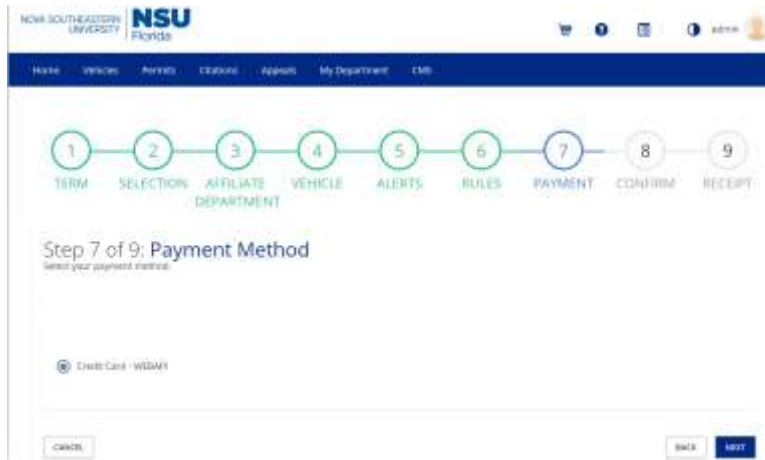 NOVA SOUTHEASTERN UNIVERSITY
NSU
Florida
admin
Home Vehicles Permits Citations Appeals My Department CMS
1 2 3 4 5 6 7 8 9
TERM SELECTION AFFILIATE DEPARTMENT VEHICLE ALERTS RULES PAYMENT CONFIRM RECEIPT
Step 7 of 9: Payment Method
Select your payment method.
Credit Card -
CANCEL BACK NEXT